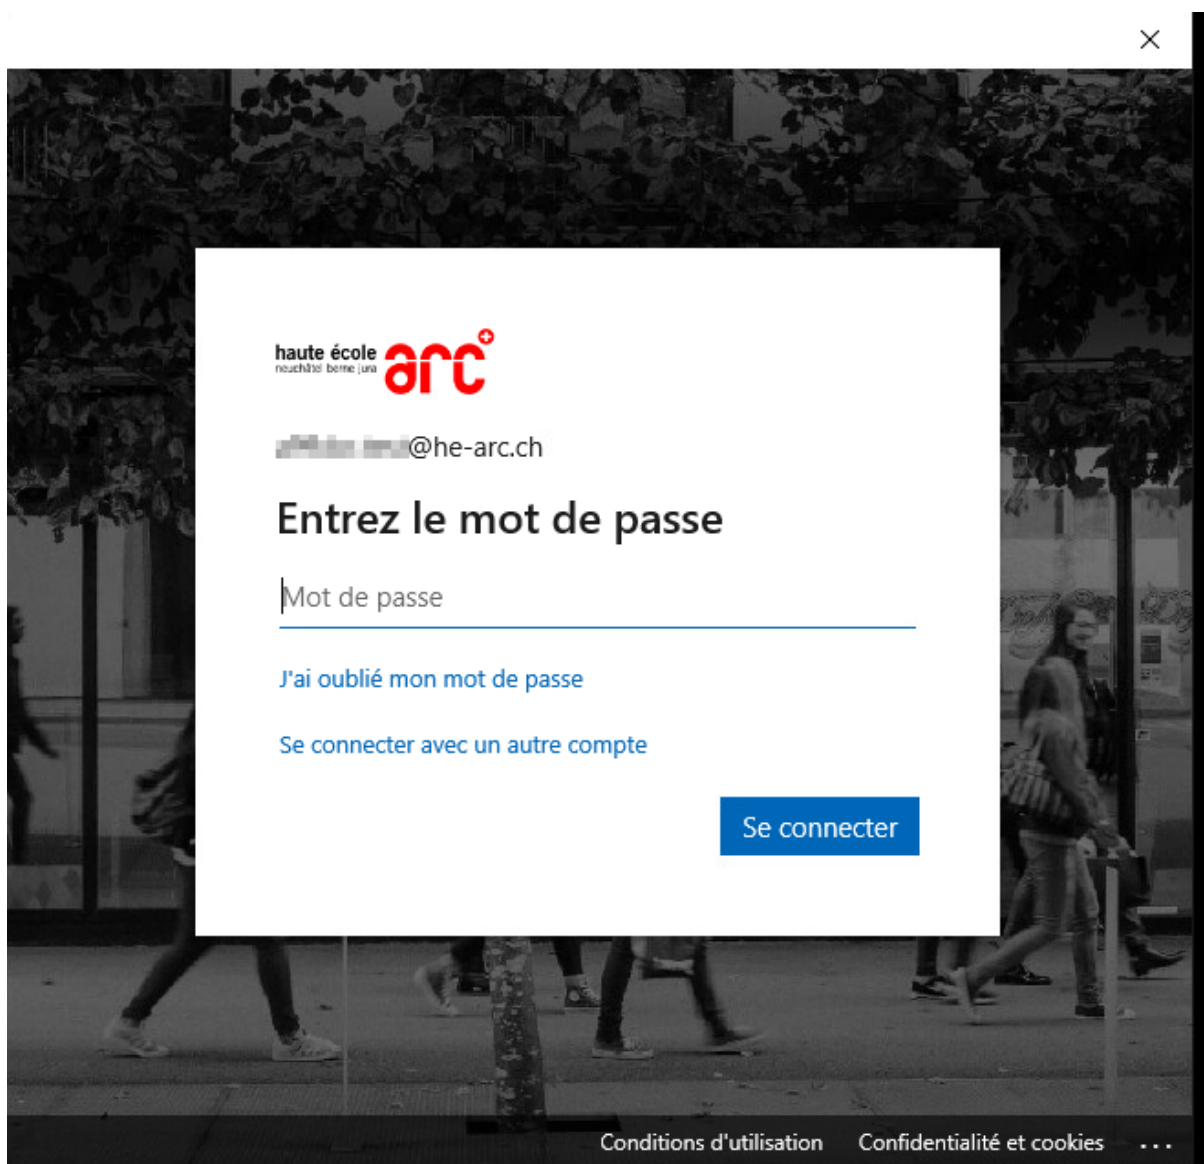 haute école arc
neuchâtel berne jura
@he-arc.ch
Entrez le mot de passe
Mot de passe
J'ai oublié mon mot de passe
Se connecter avec un autre compte
Se connecter
Conditions d'utilisation Confidentialité et cookies ...